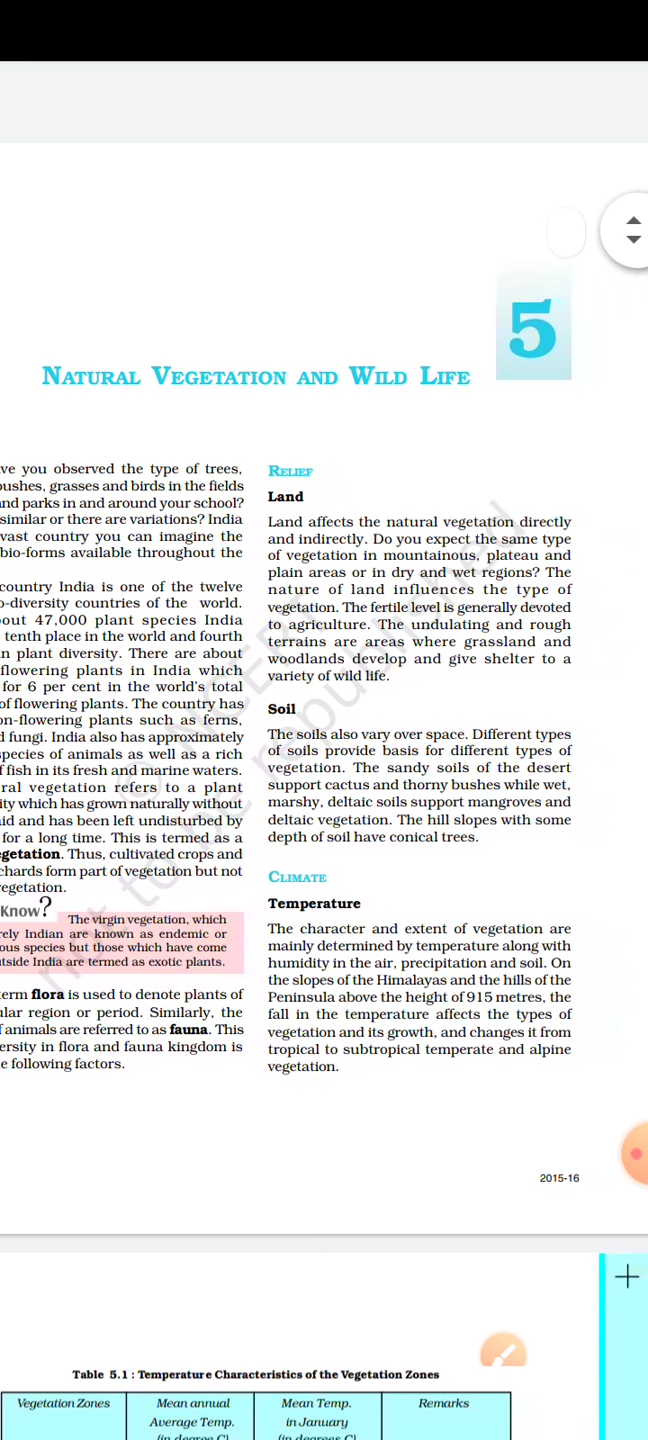 5
NATURAL VEGETATION AND WILD LIFE
ve you observed the type of trees,
bushes, grasses and birds in the fields
and parks in and around your school?
similar or there are variations? India
vast country you can imagine the
bio-forms available throughout the
country India is one of the twelve
o-diversity countries of the world.
out 47,000 plant species India
tenth place in the world and fourth
n plant diversity. There are about
flowering plants in India which
for 6 per cent in the world's total
of flowering plants. The country has
on-flowering plants such as ferns,
d fungi. India also has approximately
species of animals as well as a rich
f fish in its fresh and marine waters.
ral vegetation refers to a plant
ity which has grown naturally without
aid and has been left undisturbed by
for a long time. This is termed as a
egetation. Thus, cultivated crops and
chards form part of vegetation but not
vegetation.
Know?
The virgin vegetation, which
rely Indian are known as endemic or
ous species but those which have come
utside India are termed as exotic plants.
term flora is used to denote plants of
ular region or period. Similarly, the
f animals are referred to as fauna. This
ersity in flora and fauna kingdom is
e following factors.
RELIEF
Land
Land affects the natural vegetation directly
and indirectly. Do you expect the same type
of vegetation in mountainous, plateau and
plain areas or in dry and wet regions? The
nature of land influences the type of
vegetation. The fertile level is generally devoted
to agriculture. The undulating and rough
terrains are areas where grassland and
woodlands develop and give shelter to a
variety of wild life.
Soil
The soils also vary over space. Different types
of soils provide basis for different types of
vegetation. The sandy soils of the desert
support cactus and thorny bushes while wet,
marshy, deltaic soils support mangroves and
deltaic vegetation. The hill slopes with some
depth of soil have conical trees.
CLIMATE
Temperature
The character and extent of vegetation are
mainly determined by temperature along with
humidity in the air, precipitation and soil. On
the slopes of the Himalayas and the hills of the
Peninsula above the height of 915 metres, the
fall in the temperature affects the types of
vegetation and its growth, and changes it from
tropical to subtropical temperate and alpine
vegetation.
© NCERT
not to be republished
2015-16
Table 5.1 : Temperature Characteristics of the Vegetation Zones
Vegetation Zones Mean annual Mean Temp. Remarks
Average Temp. in January
(in degree C) (in degrees C)